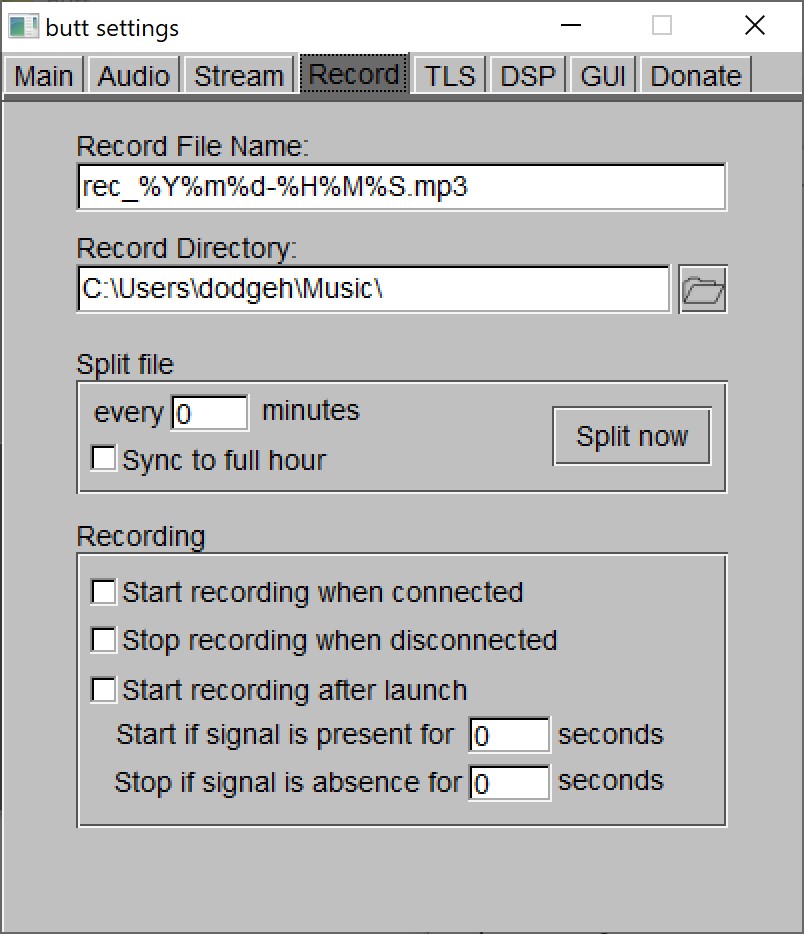 butt settings
Main Audio Stream Record TLS DSP GUI Donate
Record File Name:
rec_%Y%m%d-%H%M%S.mp3
Record Directory:
C:\Users\dodgeh\Music\
Split file
every 0 minutes
Split now
Sync to full hour
Recording
Start recording when connected
Stop recording when disconnected
Start recording after launch
Start if signal is present for 0 seconds
Stop if signal is absence for 0 seconds